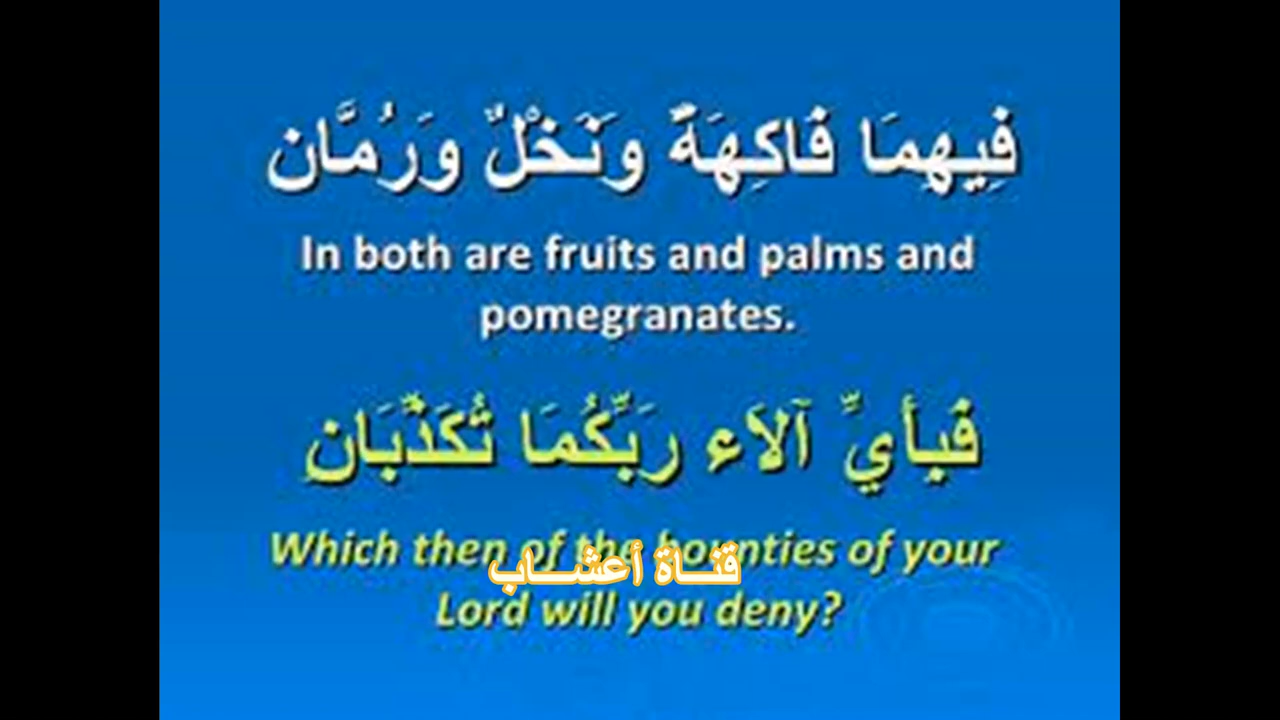 فِيهِمَا فَاكِهَةٌ وَنَخْلٌ وَرُمَّان
In both are fruits and palms and
pomegranates.
فَبِأَيِّ آلاَء رَبِّكُمَا تُكَذِّبَانِ
Which then of the bounties of your
قنـــاة أعشـــاب
Lord will you deny?